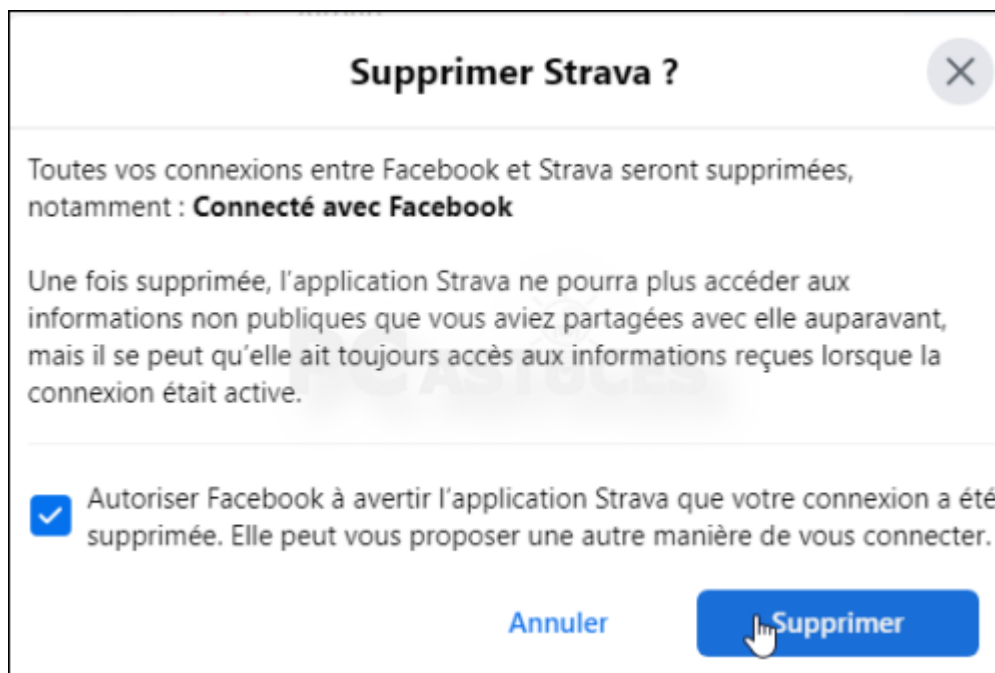 Supprimer Strava ?
Toutes vos connexions entre Facebook et Strava seront supprimées,
notamment : Connecté avec Facebook
Une fois supprimée, l'application Strava ne pourra plus accéder aux
informations non publiques que vous aviez partagées avec elle auparavant,
mais il se peut qu'elle ait toujours accès aux informations reçues lorsque la
connexion était active.
PC ASTUCES
Autoriser Facebook à avertir l'application Strava que votre connexion a été
supprimée. Elle peut vous proposer une autre manière de vous connecter.
Annuler
Supprimer